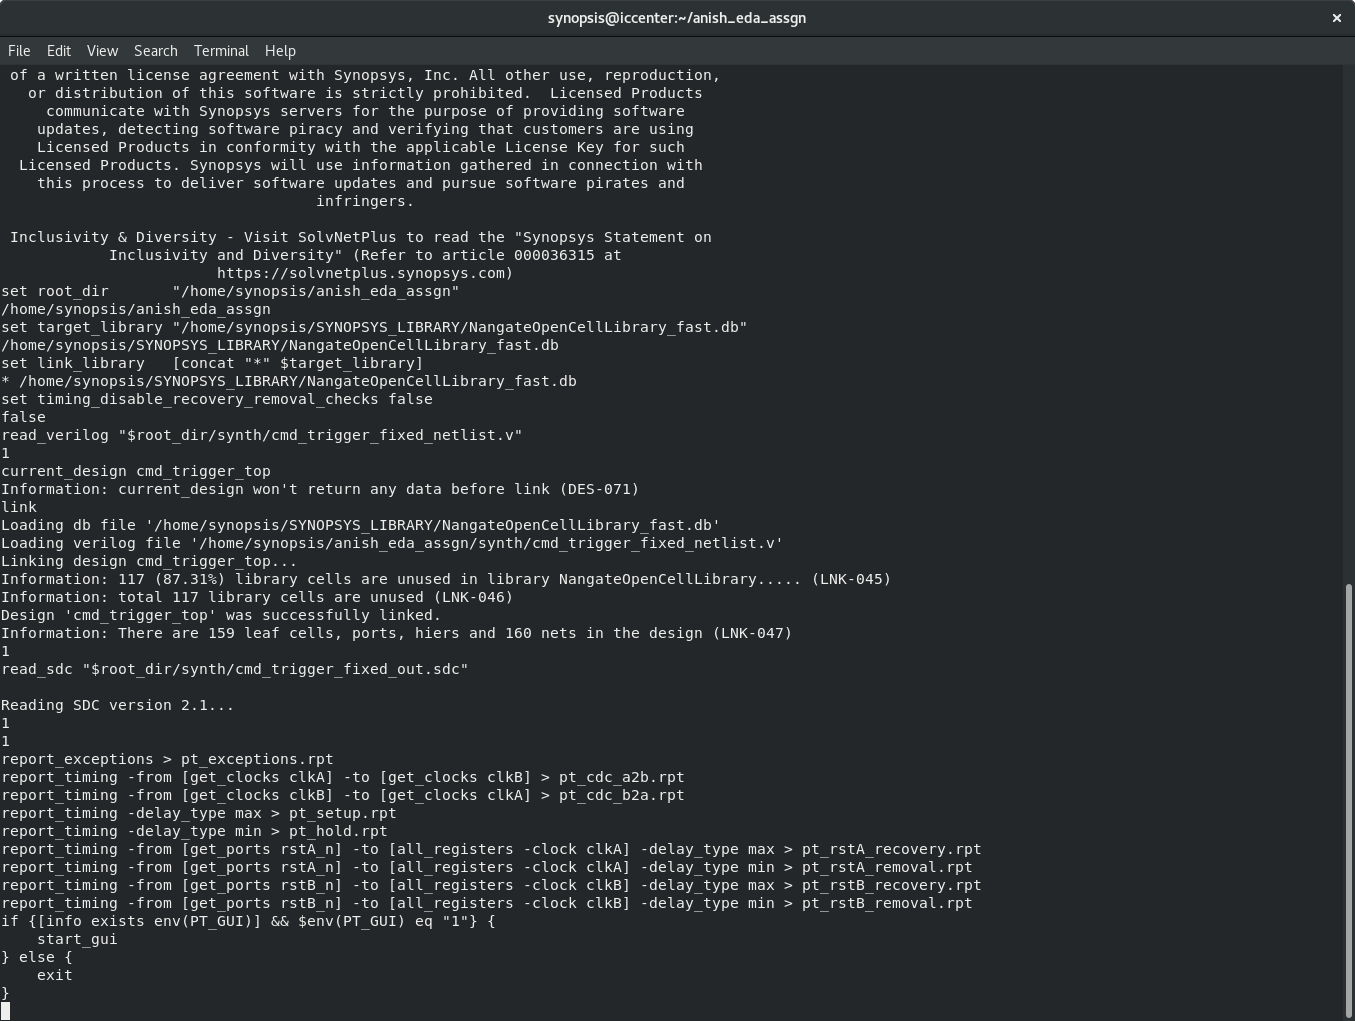 synopsis@iccenter:~/anish_eda_assgn
×
File Edit View Search Terminal Help
of a written license agreement with Synopsys, Inc. All other use, reproduction,
or distribution of this software is strictly prohibited.  Licensed Products
communicate with Synopsys servers for the purpose of providing software
updates, detecting software piracy and verifying that customers are using
Licensed Products in conformity with the applicable License Key for such
Licensed Products. Synopsys will use information gathered in connection with
this process to deliver software updates and pursue software pirates and
infringers.
Inclusivity & Diversity - Visit SolvNetPlus to read the "Synopsys Statement on
Inclusivity and Diversity" (Refer to article 000036315 at
https://solvnetplus.synopsys.com)
set root_dir       "/home/synopsis/anish_eda_assgn"
/home/synopsis/anish_eda_assgn
set target_library "/home/synopsis/SYNOPSYS_LIBRARY/NangateOpenCellLibrary_fast.db"
/home/synopsis/SYNOPSYS_LIBRARY/NangateOpenCellLibrary_fast.db
set link_library   [concat "*" $target_library]
* /home/synopsis/SYNOPSYS_LIBRARY/NangateOpenCellLibrary_fast.db
set timing_disable_recovery_removal_checks false
false
read_verilog "$root_dir/synth/cmd_trigger_fixed_netlist.v"
1
current_design cmd_trigger_top
Information: current_design won't return any data before link (DES-071)
link
Loading db file '/home/synopsis/SYNOPSYS_LIBRARY/NangateOpenCellLibrary_fast.db'
Loading verilog file '/home/synopsis/anish_eda_assgn/synth/cmd_trigger_fixed_netlist.v'
Linking design cmd_trigger_top...
Information: 117 (87.31%) library cells are unused in library NangateOpenCellLibrary..... (LNK-045)
Information: total 117 library cells are unused (LNK-046)
Design 'cmd_trigger_top' was successfully linked.
Information: There are 159 leaf cells, ports, hiers and 160 nets in the design (LNK-047)
1
read_sdc "$root_dir/synth/cmd_trigger_fixed_out.sdc"
Reading SDC version 2.1...
1
1
report_exceptions > pt_exceptions.rpt
report_timing -from [get_clocks clkA] -to [get_clocks clkB] > pt_cdc_a2b.rpt
report_timing -from [get_clocks clkB] -to [get_clocks clkA] > pt_cdc_b2a.rpt
report_timing -delay_type max > pt_setup.rpt
report_timing -delay_type min > pt_hold.rpt
report_timing -from [get_ports rstA_n] -to [all_registers -clock clkA] -delay_type max > pt_rstA_recovery.rpt
report_timing -from [get_ports rstA_n] -to [all_registers -clock clkA] -delay_type min > pt_rstA_removal.rpt
report_timing -from [get_ports rstB_n] -to [all_registers -clock clkB] -delay_type max > pt_rstB_recovery.rpt
report_timing -from [get_ports rstB_n] -to [all_registers -clock clkB] -delay_type min > pt_rstB_removal.rpt
if {[info exists env(PT_GUI)] && $env(PT_GUI) eq "1"} {
start_gui
} else {
exit
}